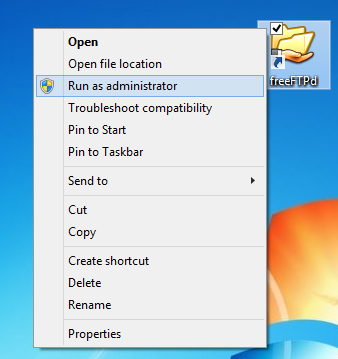 Open
Open file location
Run as administrator
Troubleshoot compatibility
Pin to Start
Pin to Taskbar
Send to
Cut
Copy
Create shortcut
Delete
Rename
Properties
freeFTPd